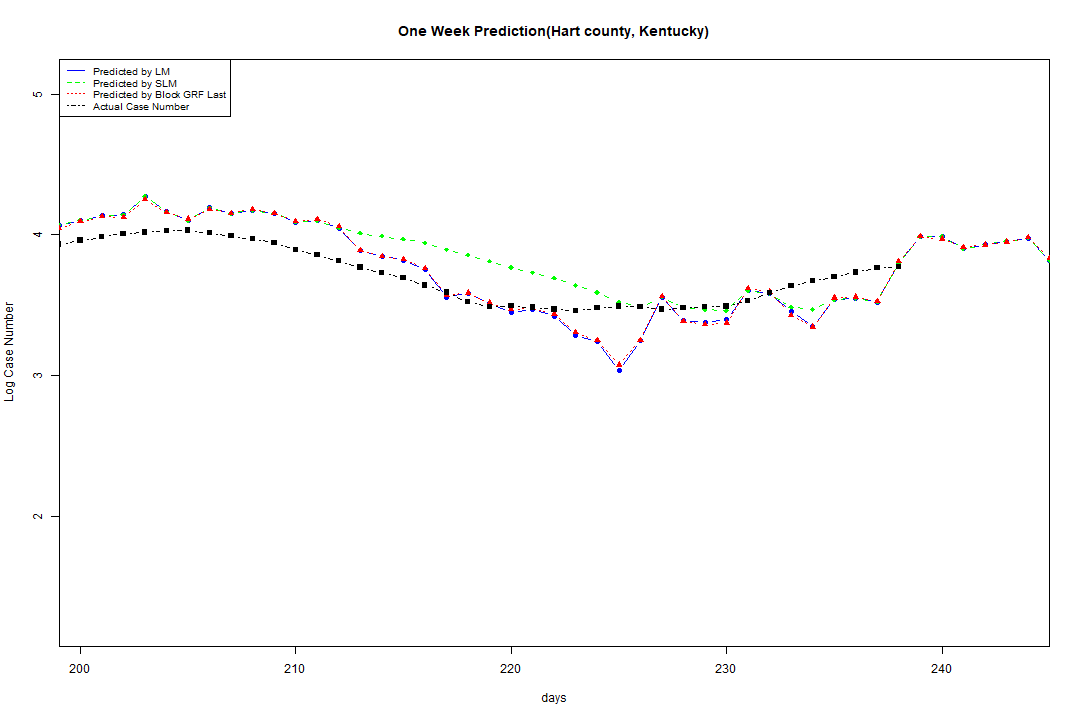 One Week Prediction(Hart county, Kentucky)
Predicted by LM
Predicted by SLM
Predicted by Block GRF Last
Actual Case Number
5
4
3
2
Log Case Number
200 210 220 230 240
days